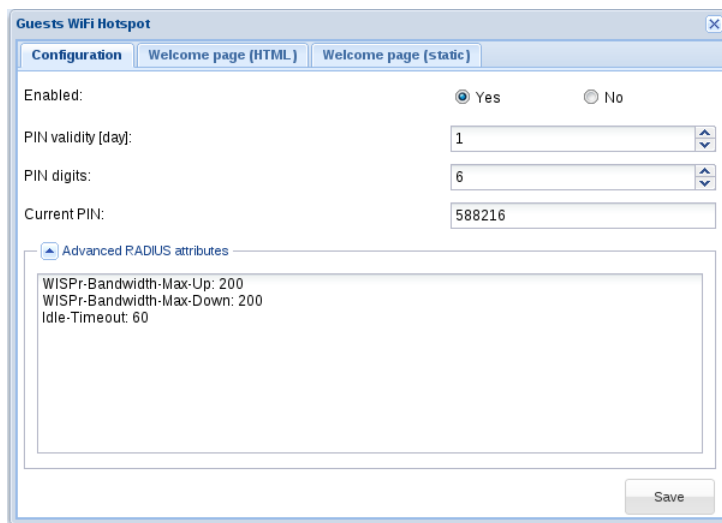 Guests WiFi Hotspot
Configuration Welcome page (HTML) Welcome page (static)
Enabled: Yes No
PIN validity [day]: 1
PIN digits: 6
Current PIN: 588216
Advanced RADIUS attributes
WISPr-Bandwidth-Max-Up: 200
WISPr-Bandwidth-Max-Down: 200
Idle-Timeout: 60
Save